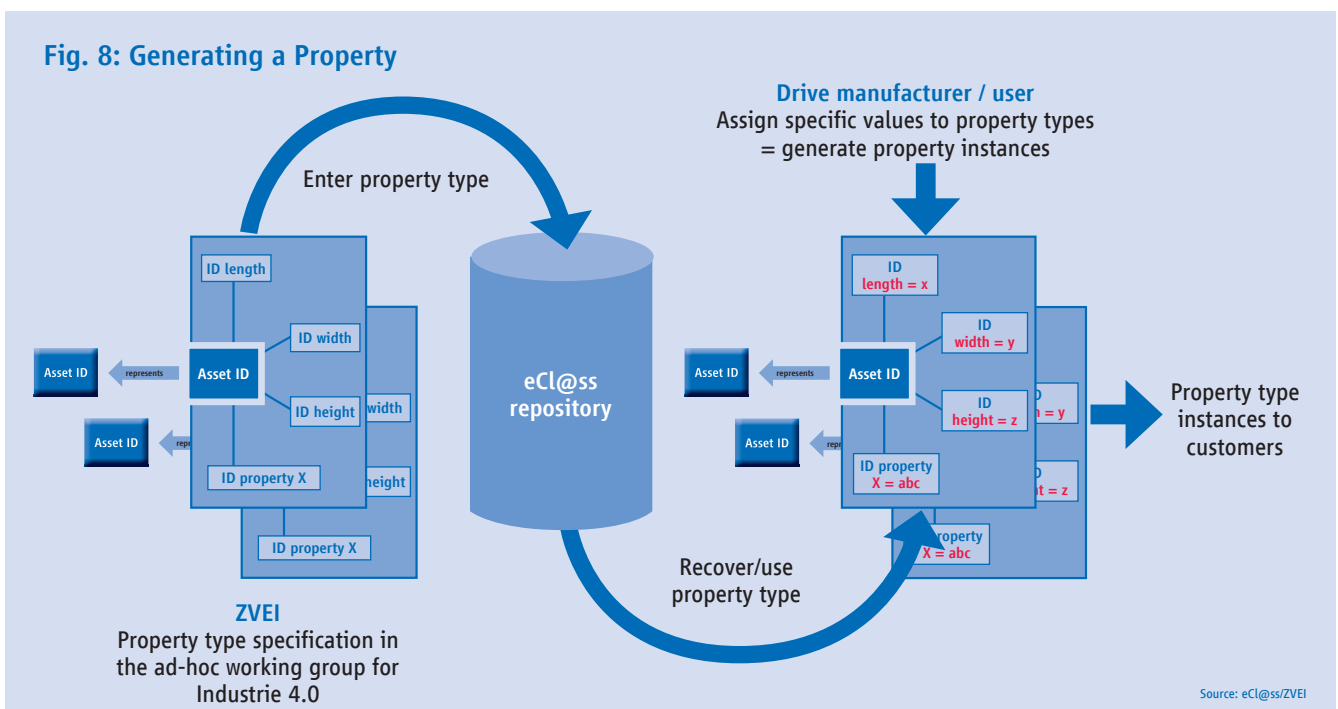 Fig. 8: Generating a Property
Drive manufacturer / user
Assign specific values to property types
= generate property instances
Enter property type
ID length
ID width
Asset ID
represents
Asset ID
ID height
width
Asset ID
repr
ID property X
height
ID property X
ZVEI
Property type specification in
the ad-hoc working group for
Industrie 4.0
eCl@ss
repository
Recover/use
property type
ID
length = x
ID
width = y
Asset ID
represents
Asset ID
ID
height = z
= y
Asset ID
repr
ID property
X = abc
= z
property
X = abc
Property type
instances to
customers
Source: eCl@ss/ZVEI